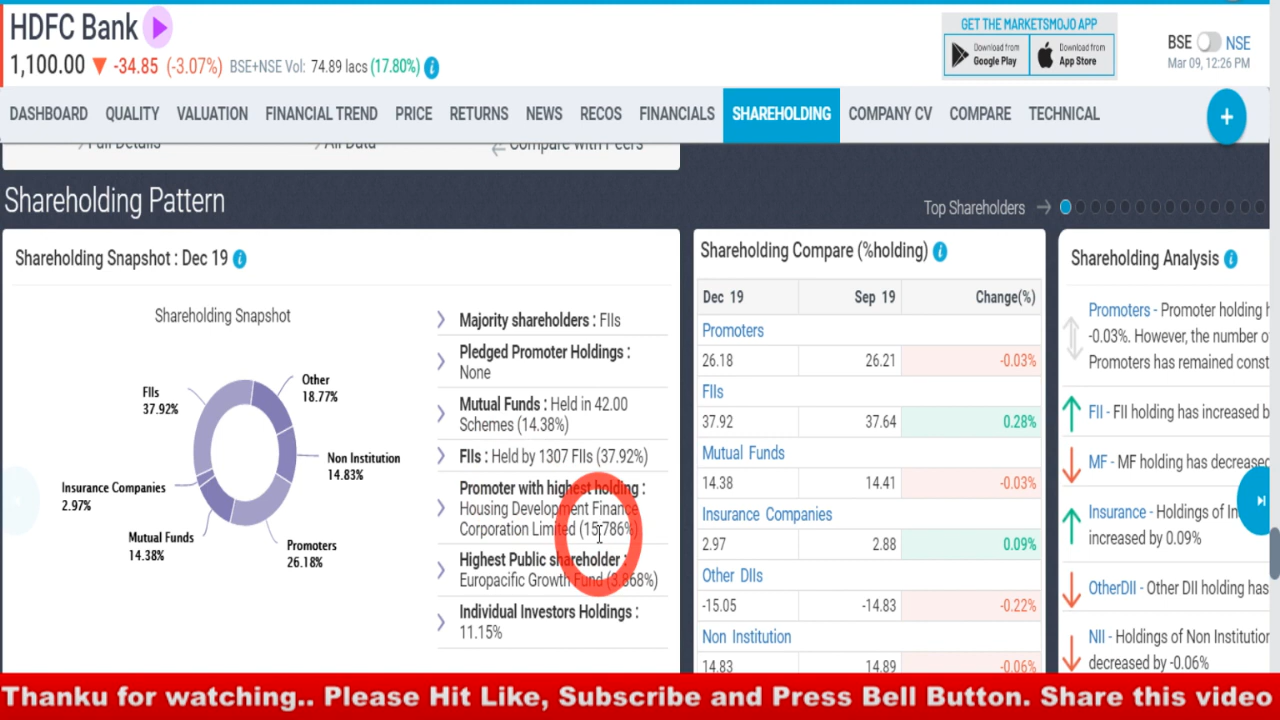 HDFC Bank
1,100.00 ▼ -34.85 (-3.07%) BSE+NSE Vol: 74.89 lacs (17.80%) i
GET THE MARKETSMOJO APP
Download from Google Play
Download from App Store
BSE NSE
Mar 09, 12:26 PM
DASHBOARD QUALITY VALUATION FINANCIAL TREND PRICE RETURNS NEWS RECOS FINANCIALS SHAREHOLDING COMPANY CV COMPARE TECHNICAL
+
Full Details All Data Compare with Peers
Shareholding Pattern
Top Shareholders
Shareholding Snapshot : Dec 19 i
Shareholding Snapshot
Other
18.77%
FIIs
37.92%
Non Institution
14.83%
Insurance Companies
2.97%
Mutual Funds
14.38%
Promoters
26.18%
Majority shareholders : FIIs
Pledged Promoter Holdings :
None
Mutual Funds : Held in 42.00
Schemes (14.38%)
FIIs : Held by 1307 FIIs (37.92%)
Promoter with highest holding :
Housing Development Finance
Corporation Limited (15.786%)
Highest Public shareholder :
Europacific Growth Fund (3.868%)
Individual Investors Holdings :
11.15%
Shareholding Compare (%holding) i
Dec 19 Sep 19 Change(%)
Promoters
26.18 26.21 -0.03%
FIIs
37.92 37.64 0.28%
Mutual Funds
14.38 14.41 -0.03%
Insurance Companies
2.97 2.88 0.09%
Other DIIs
-15.05 -14.83 -0.22%
Non Institution
14.83 14.89 -0.06%
Shareholding Analysis i
Promoters - Promoter holding
-0.03%. However, the number
Promoters has remained
FII - FII holding has increased
MF - MF holding has decreased
Insurance - Holdings of
increased by 0.09%
OtherDII - Other DII holding has
NII - Holdings of Non Institution
decreased by -0.06%
Thanku for watching.. Please Hit Like, Subscribe and Press Bell Button. Share this video